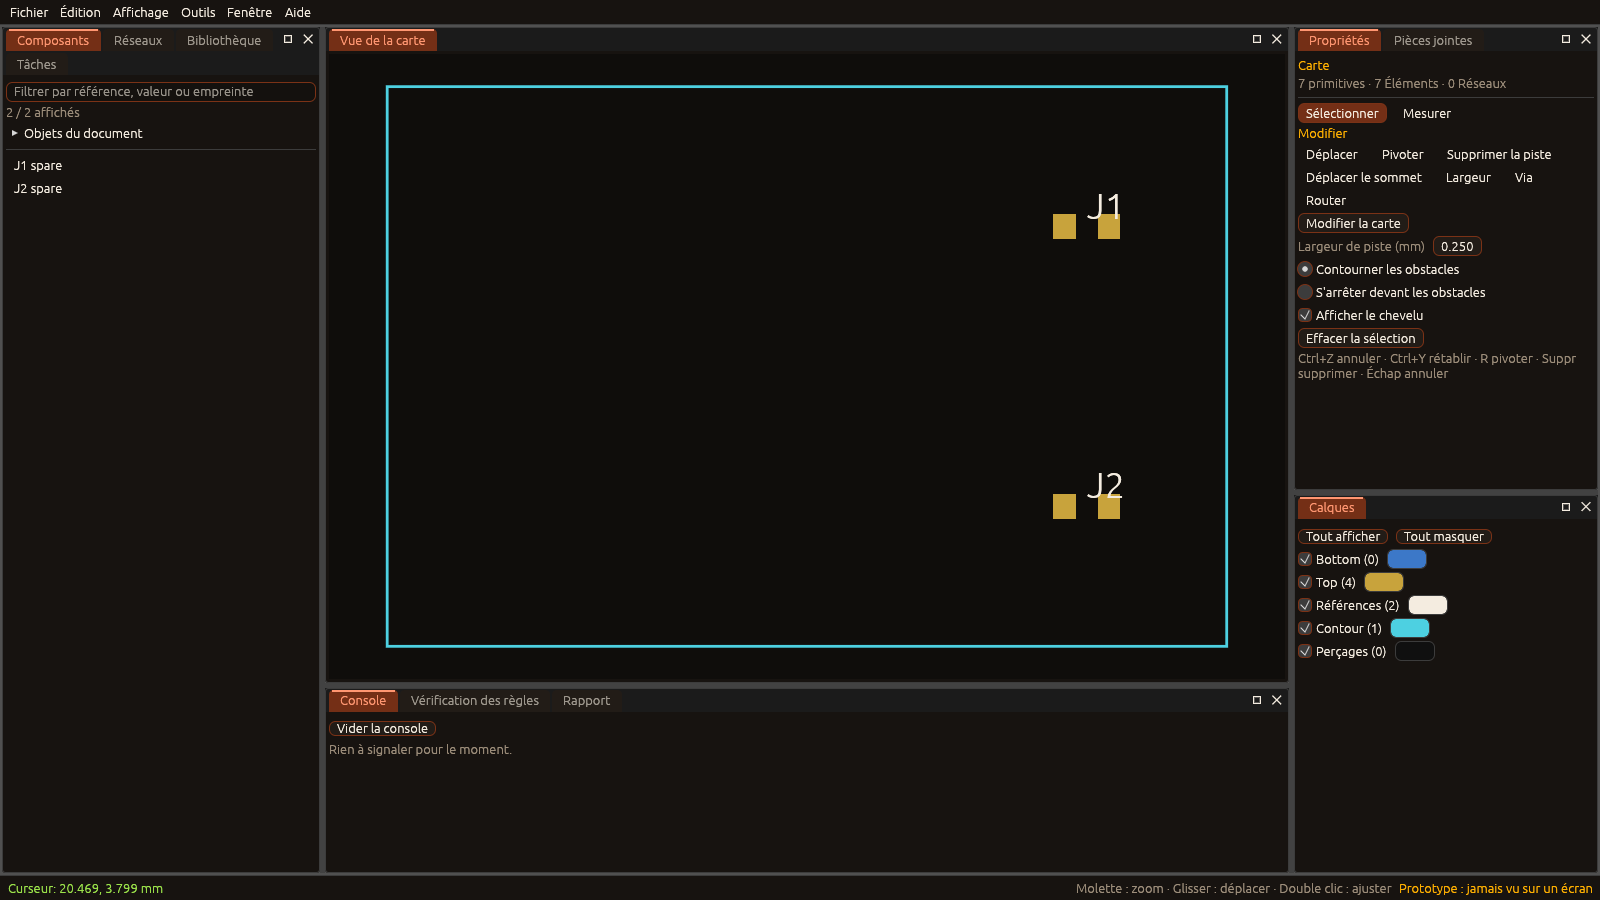 Fichier Édition Affichage Outils Fenêtre Aide
Composants Réseaux Bibliothèque
Tâches
Filtrer par référence, valeur ou empreinte
2 / 2 affichés
Objets du document
J1 spare
J2 spare
Vue de la carte
J1
J2
Console Vérification des règles Rapport
Vider la console
Rien à signaler pour le moment.
Propriétés Pièces jointes
Carte
7 primitives · 7 Éléments · 0 Réseaux
Sélectionner Mesurer
Modifier
Déplacer Pivoter Supprimer la piste
Déplacer le sommet Largeur Via
Router
Modifier la carte
Largeur de piste (mm) 0.250
Contourner les obstacles
S'arrêter devant les obstacles
Afficher le chevelu
Effacer la sélection
Ctrl+Z annuler · Ctrl+Y rétablir · R pivoter · Suppr
supprimer · Échap annuler
Calques
Tout afficher Tout masquer
Bottom (0)
Top (4)
Références (2)
Contour (1)
Perçages (0)
Curseur: 20.469, 3.799 mm
Molette : zoom · Glisser : déplacer · Double clic : ajuster Prototype : jamais vu sur un écran